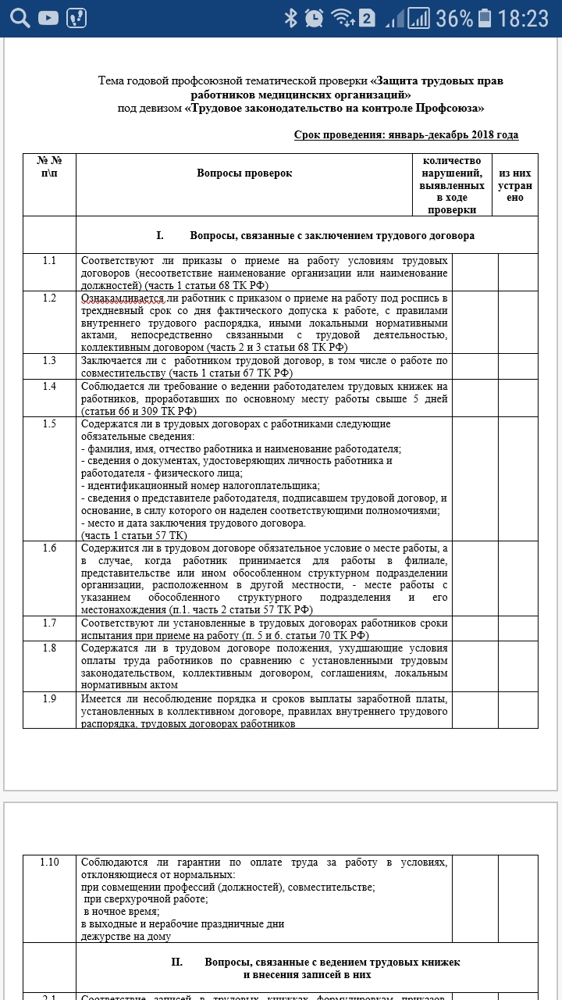 2 36% 18:23
Тема годовой профсоюзной тематической проверки «Защита трудовых прав
работников медицинских организаций»
под девизом «Трудовое законодательство на контроле Профсоюза»
Срок проведения: январь-декабрь 2018 года
№ №
п\п
Вопросы проверок
количество
нарушений,
выявленных
в ходе
проверки
из них
устран
ено
I. Вопросы, связанные с заключением трудового договора
1.1 Соответствуют ли приказы о приеме на работу условиям трудовых
договоров (несоответствие наименование организации или наименование
должностей) (часть 1 статьи 68 ТК РФ)
1.2 Ознакамливается ли работник с приказом о приеме на работу под роспись в
трехдневный срок со дня фактического допуска к работе, с правилами
внутреннего трудового распорядка, иными локальными нормативными
актами, непосредственно связанными с трудовой деятельностью,
коллективным договором (часть 2 и 3 статьи 68 ТК РФ)
1.3 Заключается ли с работником трудовой договор, в том числе о работе по
совместительству (часть 1 статьи 67 ТК РФ)
1.4 Соблюдается ли требование о ведении работодателем трудовых книжек на
работников, проработавших по основному месту работы свыше 5 дней
(статьи 66 и 309 ТК РФ)
1.5 Содержатся ли в трудовых договорах с работниками следующие
обязательные сведения:
- фамилия, имя, отчество работника и наименование работодателя;
- сведения о документах, удостоверяющих личность работника и
работодателя - физического лица;
- идентификационный номер налогоплательщика;
- сведения о представителе работодателя, подписавшем трудовой договор, и
основание, в силу которого он наделен соответствующими полномочиями;
- место и дата заключения трудового договора.
(часть 1 статьи 57 ТК)
1.6 Содержится ли в трудовом договоре обязательное условие о месте работы, а
в случае, когда работник принимается для работы в филиале,
представительстве или ином обособленном структурном подразделении
организации, расположенном в другой местности, - месте работы с
указанием обособленного структурного подразделения и его
местонахождения (п.1. часть 2 статьи 57 ТК РФ)
1.7 Соответствуют ли установленные в трудовых договорах работников сроки
испытания при приеме на работу (п. 5 и 6. статьи 70 ТК РФ)
1.8 Содержатся ли в трудовом договоре положения, ухудшающие условия
оплаты труда работников по сравнению с установленными трудовым
законодательством, коллективным договором, соглашениям, локальным
нормативным актом
1.9 Имеется ли несоблюдение порядка и сроков выплаты заработной платы,
установленных в коллективном договоре, правилах внутреннего трудового
распорядка, трудовых договорах работников
1.10 Соблюдаются ли гарантии по оплате труда за работу в условиях,
отклоняющиеся от нормальных:
при совмещении профессий (должностей), совместительстве;
при сверхурочной работе;
в ночное время;
в выходные и нерабочие праздничные дни
дежурстве на дому
II. Вопросы, связанные с ведением трудовых книжек
и внесения записей в них
2.1 Соответствие записей в трудовых книжках формулировкам приказов